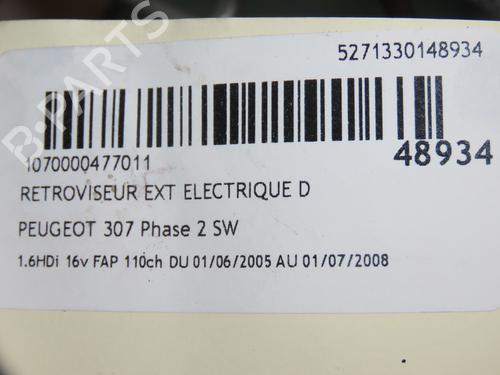 5271330148934
B-PARTS
1070000477011
48934
RETROVISEUR EXT ELECTRIQUE D
PEUGEOT 307 Phase 2 SW
1.6HDi 16v FAP 110ch DU 01/06/2005 AU 01/07/2008